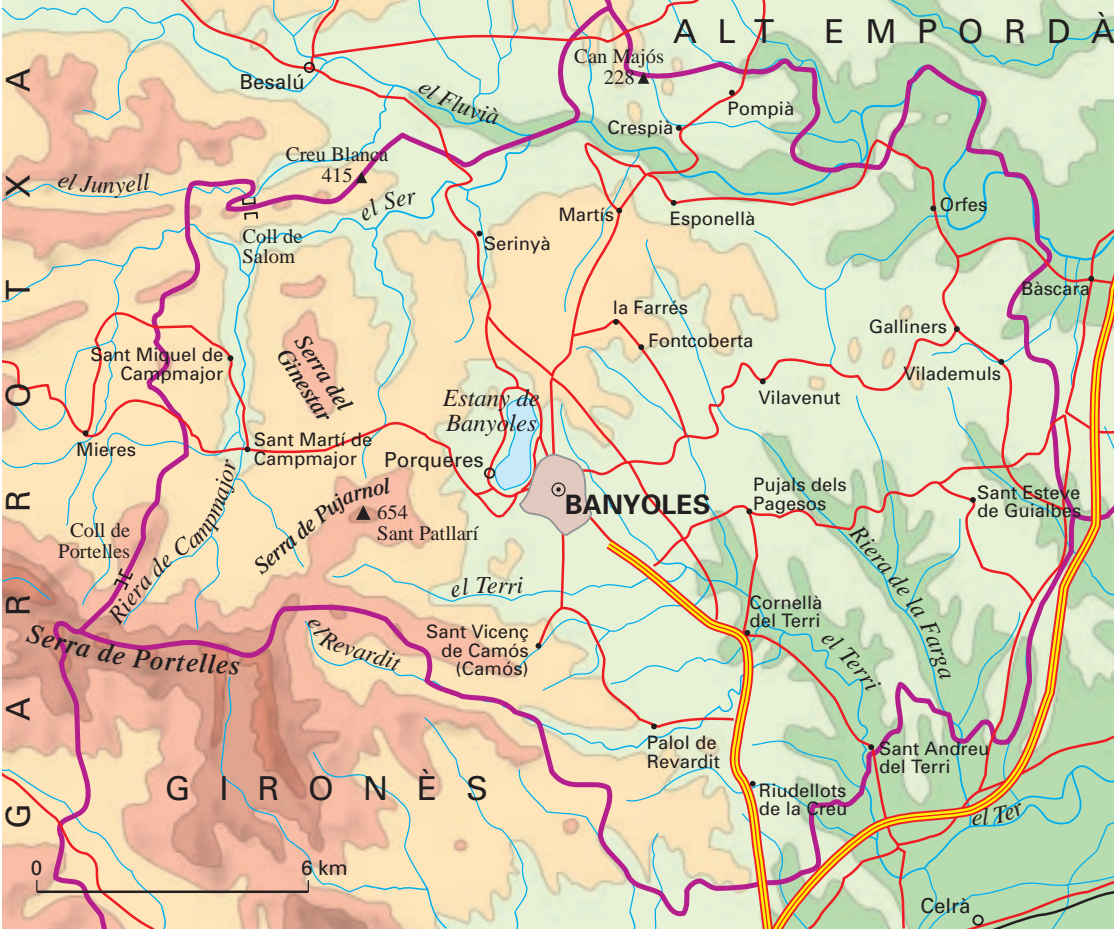 ALT EMPORDÀ
Can Majós
228
Besalú
el Fluvià
Pompià
Crespià
Creu Blanca
415
el Junyell
el Ser
Martís
Esponellà
Orfes
Coll de
Salom
Serinyà
Bàscara
la Farrés
Fontcoberta
Galliners
Vilademuls
Sant Miquel de
Campmajor
Serra del
Ginestar
Estany de
Banyoles
Vilavenut
Mieres
Sant Martí de
Campmajor
Porqueres
BANYOLES
Pujals dels
Pagesos
Sant Esteve
de Guialbes
Serra de Pujarnol
654
Sant Patllarí
Coll de
Portelles
Riera de Campmajor
Riera de la Farga
el Terri
Cornellà
del Terri
el Terri
Serra de Portelles
el Revardit
Sant Vicenç
de Camós
(Camós)
Palol de
Revardit
Sant Andreu
del Terri
Riudellots
de la Creu
GIRONÈS
GARROTXA
el Ter
0 6 km
Celrà